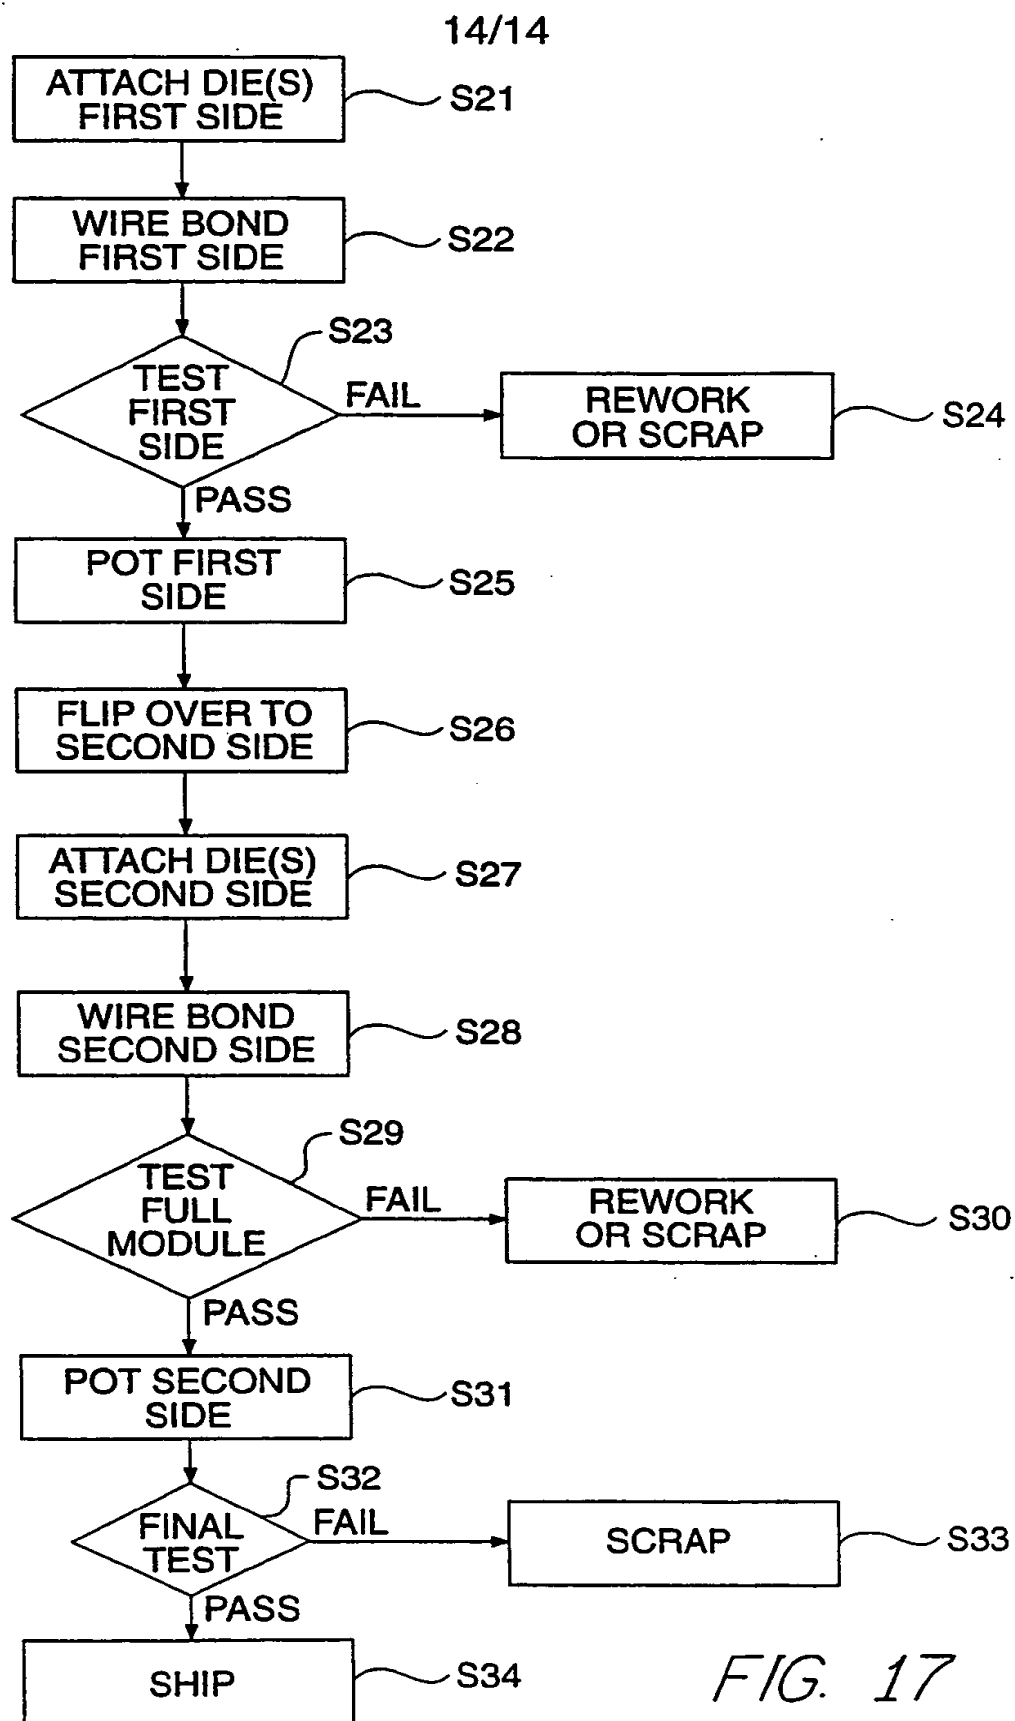 14/14
ATTACH DIE(S)
FIRST SIDE
S21
WIRE BOND
FIRST SIDE
S22
S23
TEST
FIRST
SIDE
FAIL
REWORK
OR SCRAP
S24
PASS
POT FIRST
SIDE
S25
FLIP OVER TO
SECOND SIDE
S26
ATTACH DIE(S)
SECOND SIDE
S27
WIRE BOND
SECOND SIDE
S28
S29
TEST
FULL
MODULE
FAIL
REWORK
OR SCRAP
S30
PASS
POT SECOND
SIDE
S31
S32
FINAL
TEST
FAIL
SCRAP
S33
PASS
SHIP
S34
FIG. 17